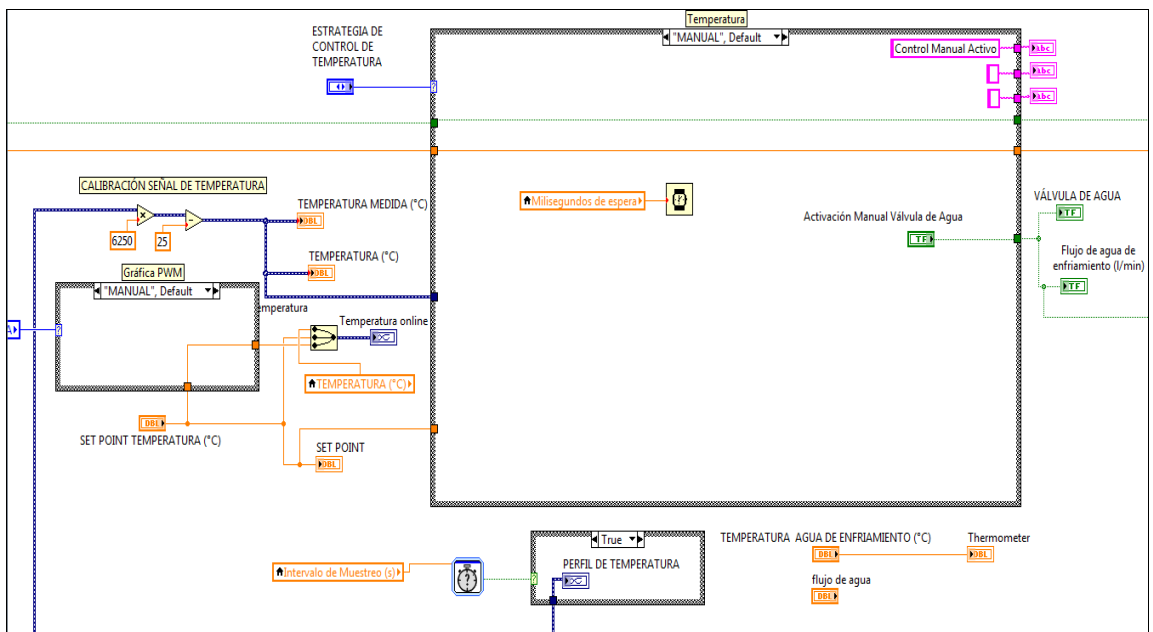 Temperatura
"MANUAL", Default
ESTRATEGIA DE
CONTROL DE
TEMPERATURA
Control Manual Activo
abc
abc
abc
CALIBRACIÓN SEÑAL DE TEMPERATURA
6250
25
TEMPERATURA MEDIDA (°C)
DBL
TEMPERATURA (°C)
DBL
Milisegundos de espera
Activación Manual Válvula de Agua
TF
VÁLVULA DE AGUA
TF
Flujo de agua de
enfriamiento (l/min)
TF
Gráfica PWM
"MANUAL", Default
emperatura
Temperatura online
TEMPERATURA (°C)
DBL
SET POINT TEMPERATURA (°C)
SET POINT
DBL
Intervalo de Muestreo (s)
True
PERFIL DE TEMPERATURA
TEMPERATURA AGUA DE ENFRIAMIENTO (°C)
DBL
Thermometer
DBL
flujo de agua
DBL